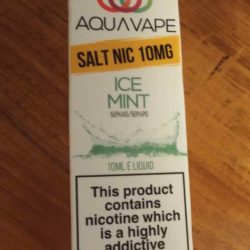 AQUAVAPE
SALT NIC 10MG
ICE
MINT
50%VG/50%PG
10ML E LIQUID
This product
contains
nicotine which
is a highly
addictive